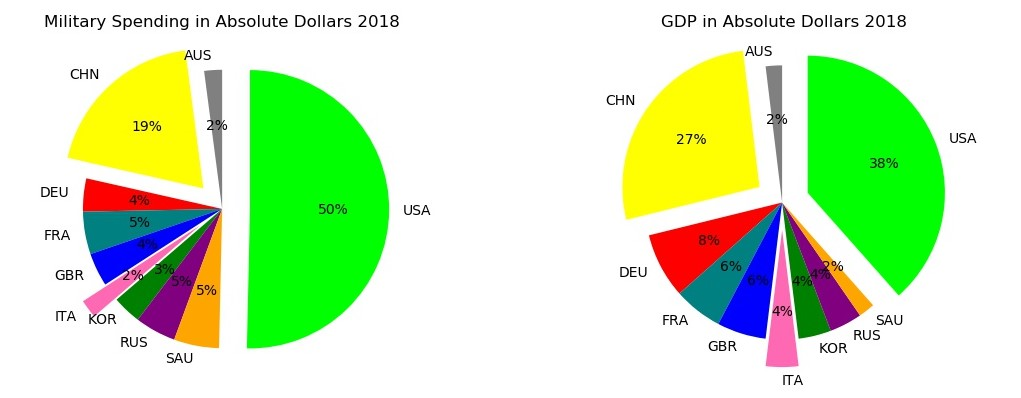 Military Spending in Absolute Dollars 2018
AUS
CHN
2%
19%
DEU
4%
50%
USA
5%
FRA
4%
GBR
3%
2%
5%
5%
ITA
KOR
RUS
SAU
GDP in Absolute Dollars 2018
AUS
CHN
2%
USA
27%
38%
8%
DEU
6%
2%
6%
4%
4%
4%
FRA
SAU
RUS
GBR
KOR
ITA